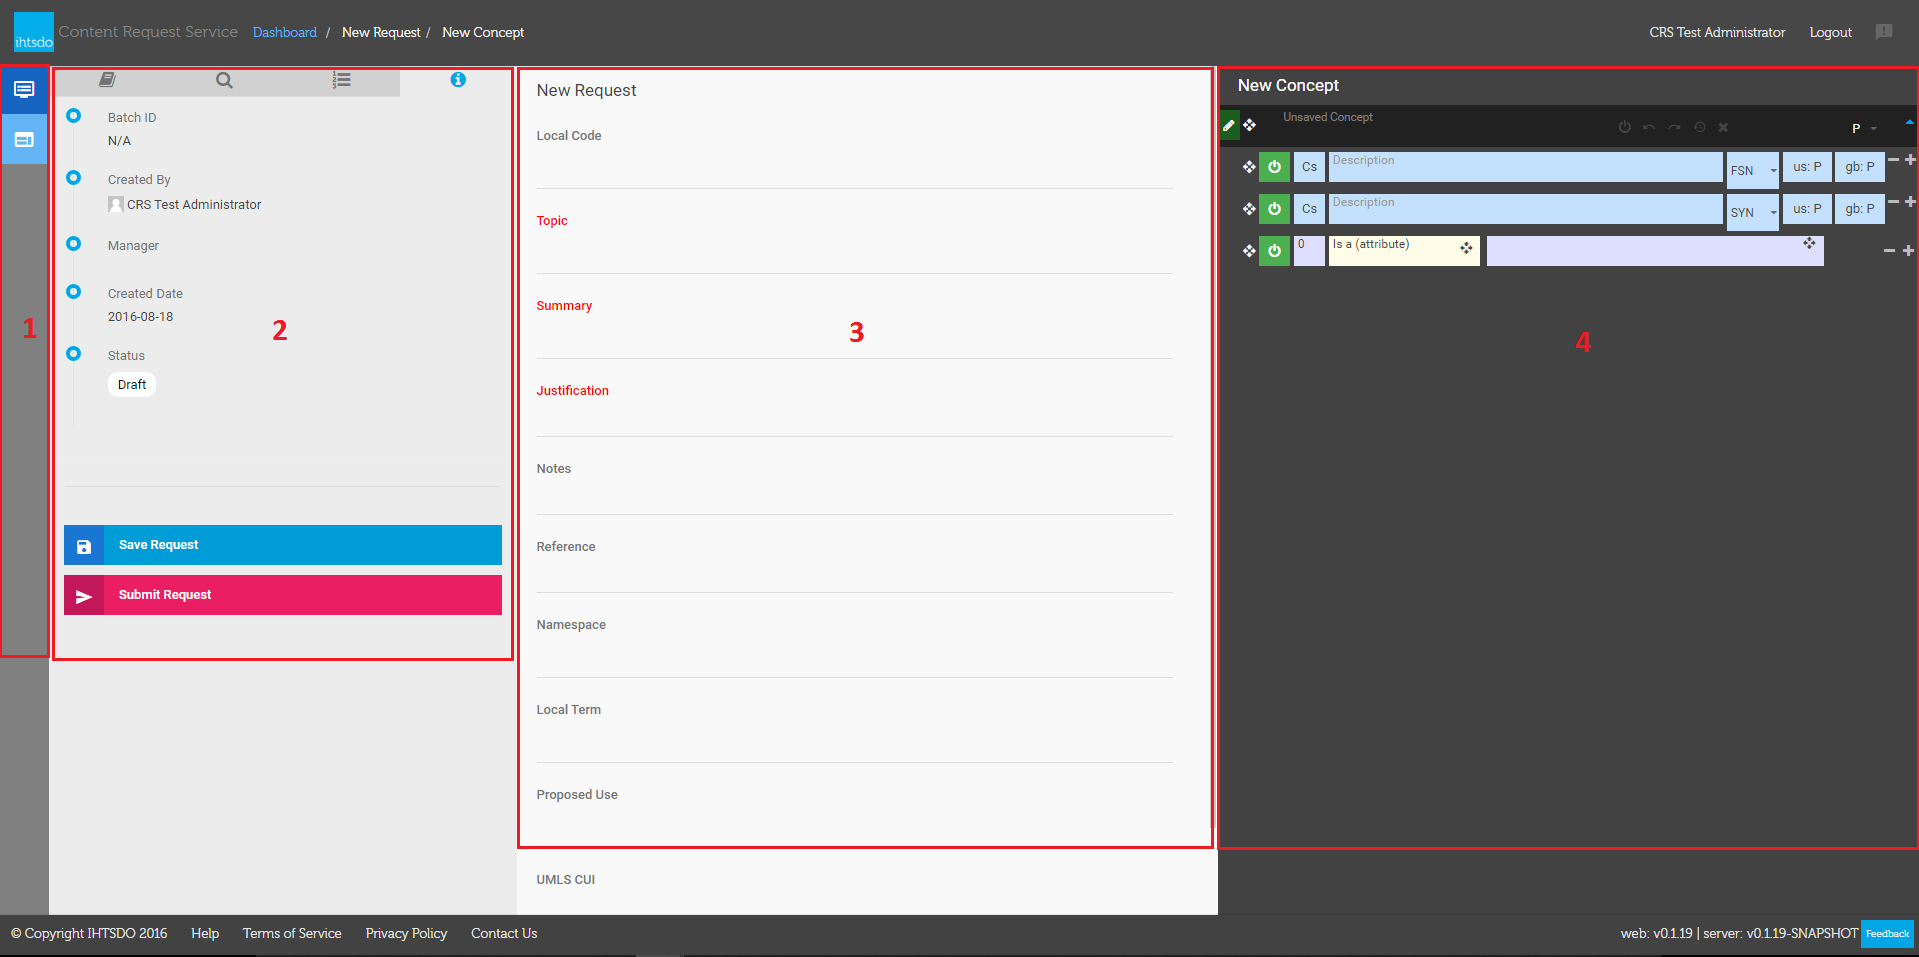 ihtsdo Content Request Service Dashboard / New Request / New Concept CRS Test Administrator Logout
1
2
Batch ID
N/A
Created By
CRS Test Administrator
Manager
Created Date
2016-08-18
Status
Draft
Save Request
Submit Request
3
New Request
Local Code
Topic
Summary
Justification
Notes
Reference
Namespace
Local Term
Proposed Use
UMLS CUI
4
New Concept
Unsaved Concept P
Cs Description FSN us: P gb: P
Cs Description SYN us: P gb: P
0 Is a (attribute)
© Copyright IHTSDO 2016 Help Terms of Service Privacy Policy Contact Us web: v0.1.19 | server: v0.1.19-SNAPSHOT Feedback